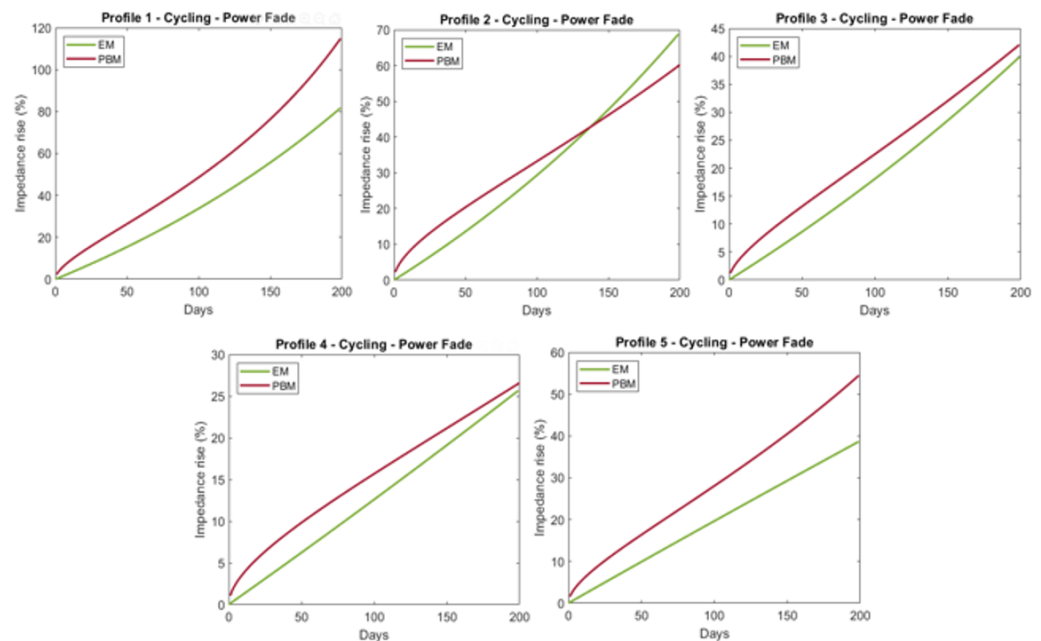 Profile 1 - Cycling - Power Fade
EM
PBM
Impedance rise (%)
0
20
40
60
80
100
120
0
50
100
150
200
Days
Profile 2 - Cycling - Power Fade
EM
PBM
Impedance rise (%)
0
10
20
30
40
50
60
70
0
50
100
150
200
Days
Profile 3 - Cycling - Power Fade
EM
PBM
Impedance rise (%)
0
5
10
15
20
25
30
35
40
45
0
50
100
150
200
Days
Profile 4 - Cycling - Power Fade
EM
PBM
Impedance rise (%)
0
5
10
15
20
25
30
0
50
100
150
200
Days
Profile 5 - Cycling - Power Fade
EM
PBM
Impedance rise (%)
0
10
20
30
40
50
60
0
50
100
150
200
Days